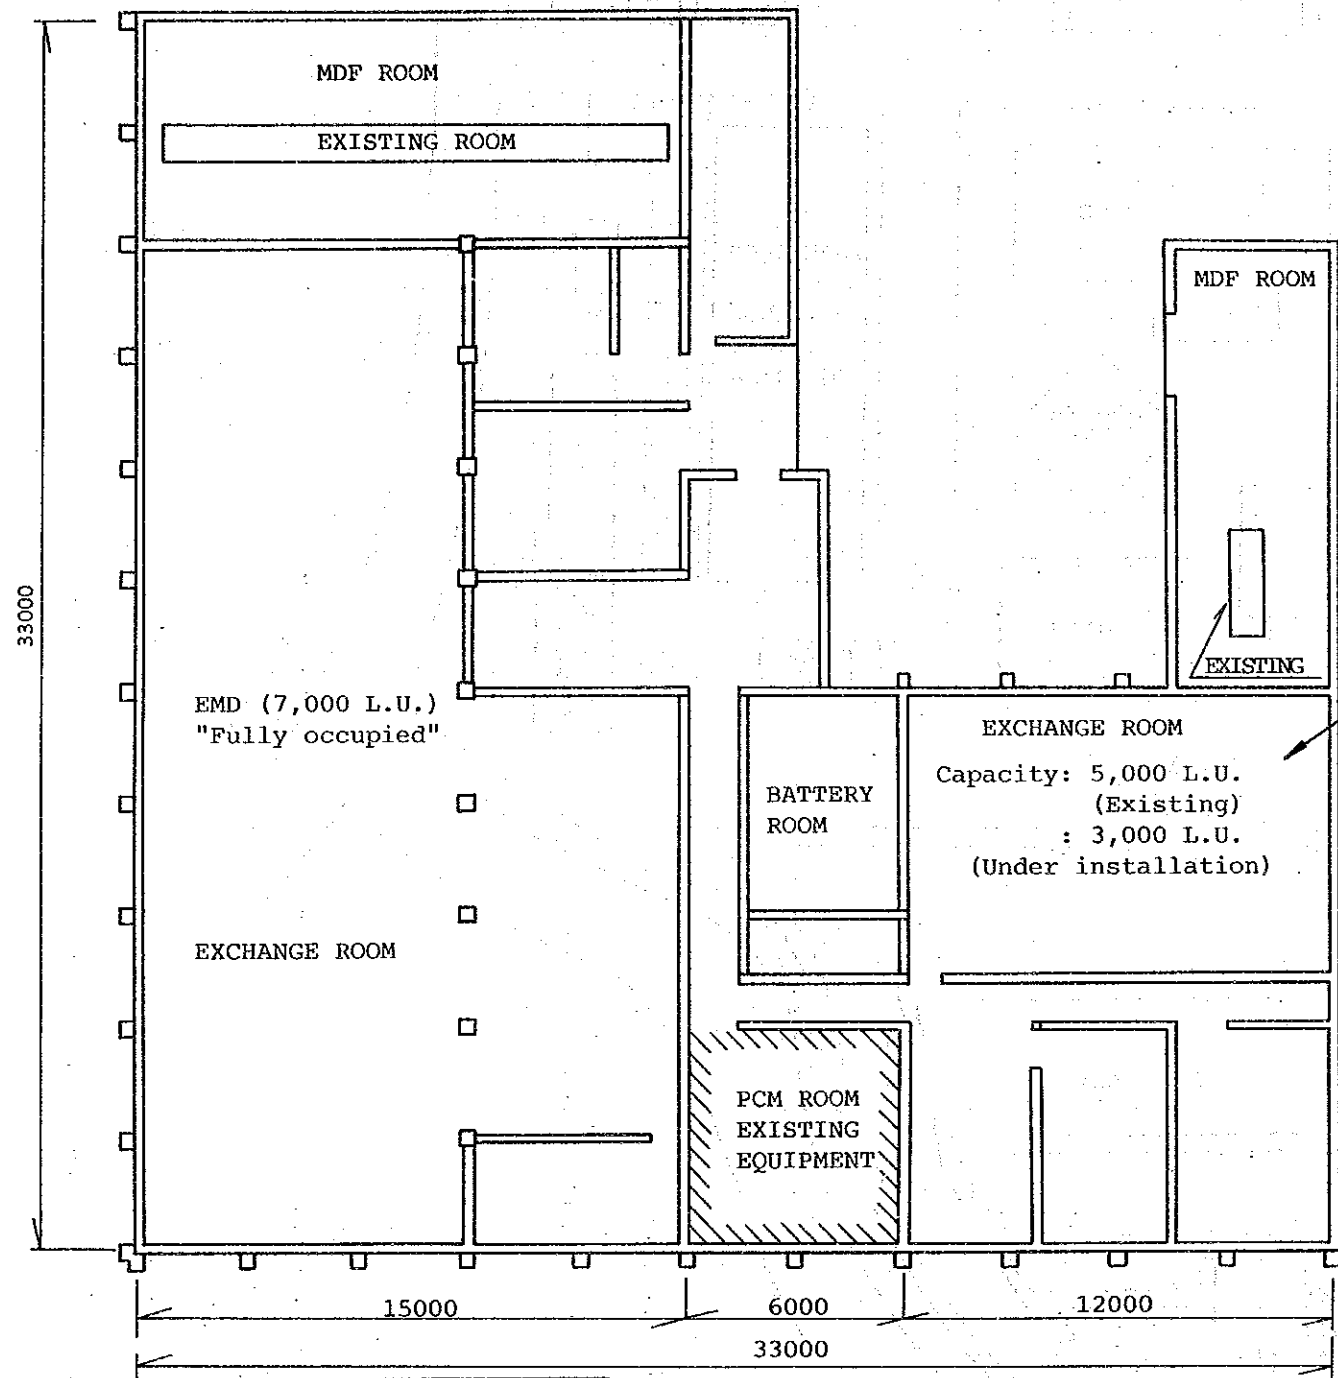 MDF ROOM
EXISTING ROOM
MDF ROOM
33000
EXISTING
EMD (7,000 L.U.)
"Fully occupied"
EXCHANGE ROOM
Capacity: 5,000 L.U.
(Existing)
: 3,000 L.U.
(Under installation)
BATTERY
ROOM
EXCHANGE ROOM
PCM ROOM
EXISTING
EQUIPMENT
15000
6000
12000
33000